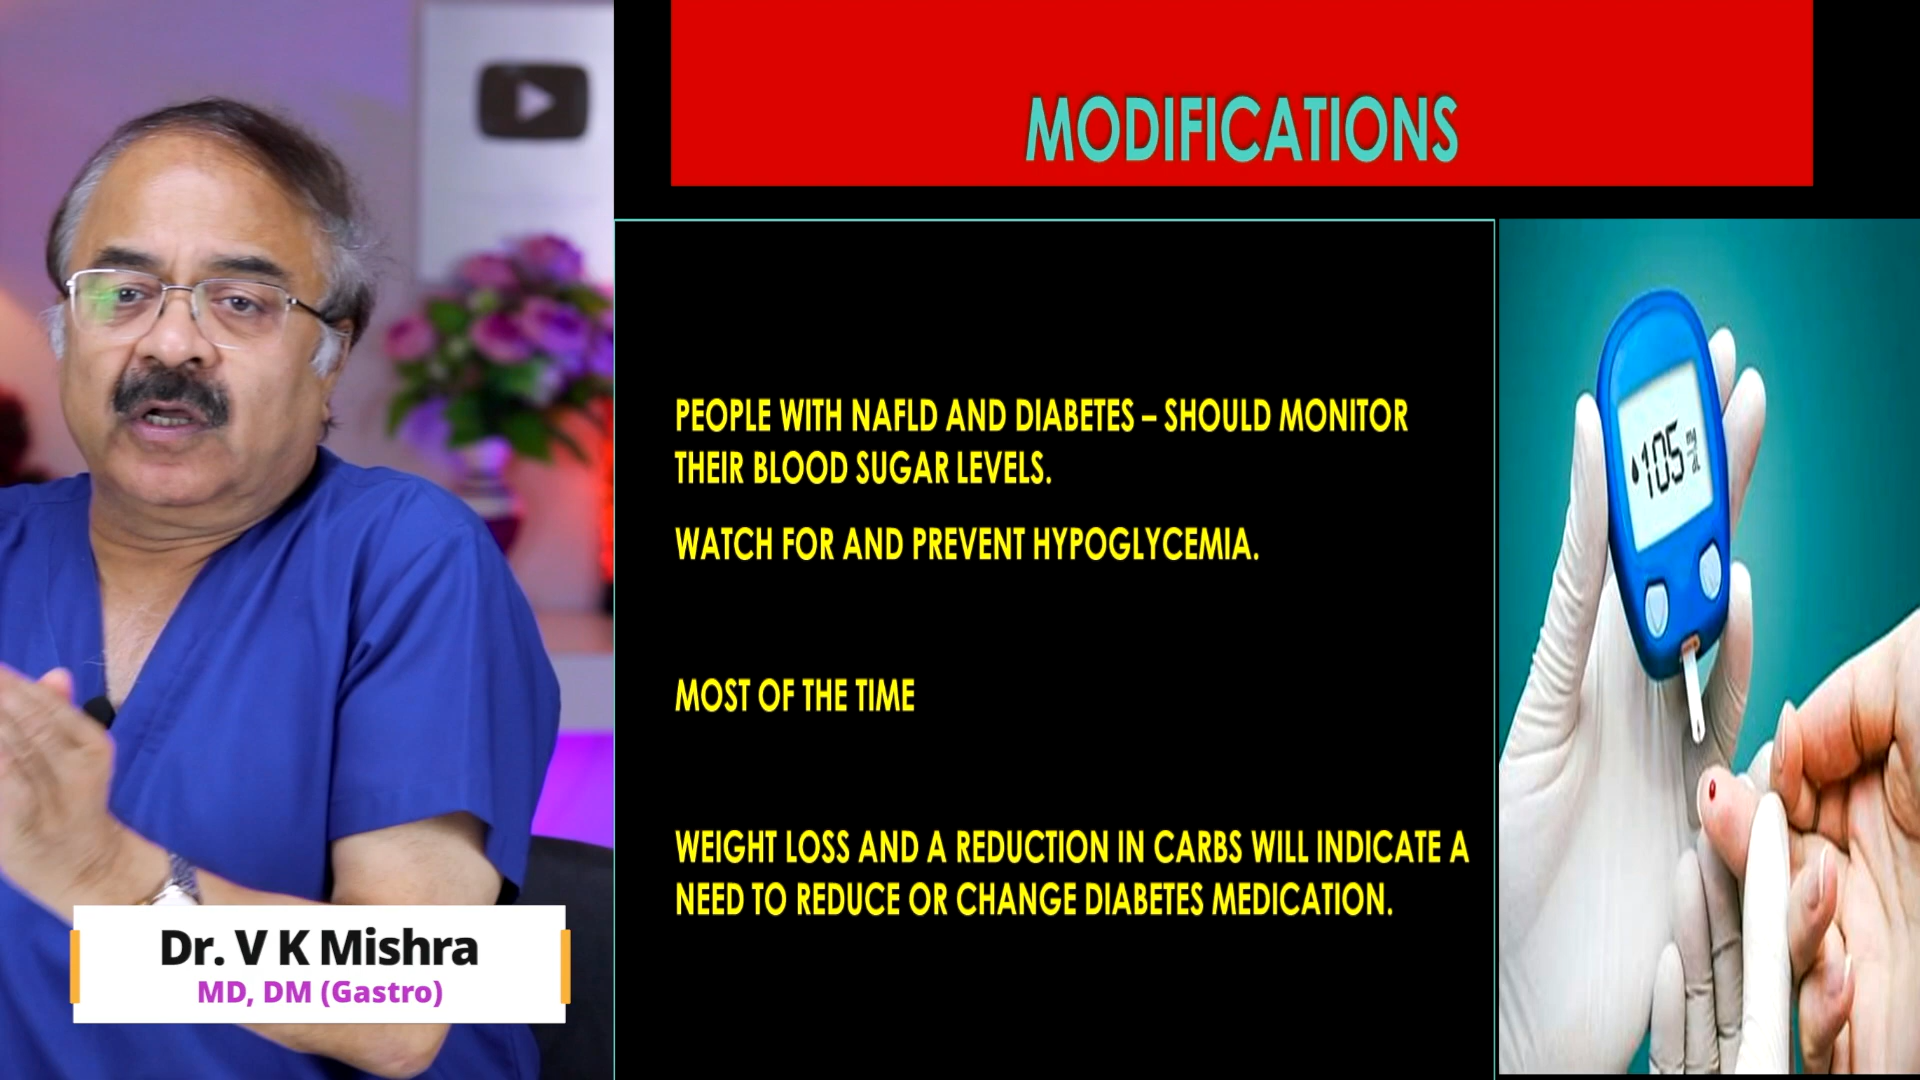 MODIFICATIONS
PEOPLE WITH NAFLD AND DIABETES – SHOULD MONITOR
THEIR BLOOD SUGAR LEVELS.
WATCH FOR AND PREVENT HYPOGLYCEMIA.
MOST OF THE TIME
WEIGHT LOSS AND A REDUCTION IN CARBS WILL INDICATE A
NEED TO REDUCE OR CHANGE DIABETES MEDICATION.
105
mg
dL
Dr. V K Mishra
MD, DM (Gastro)